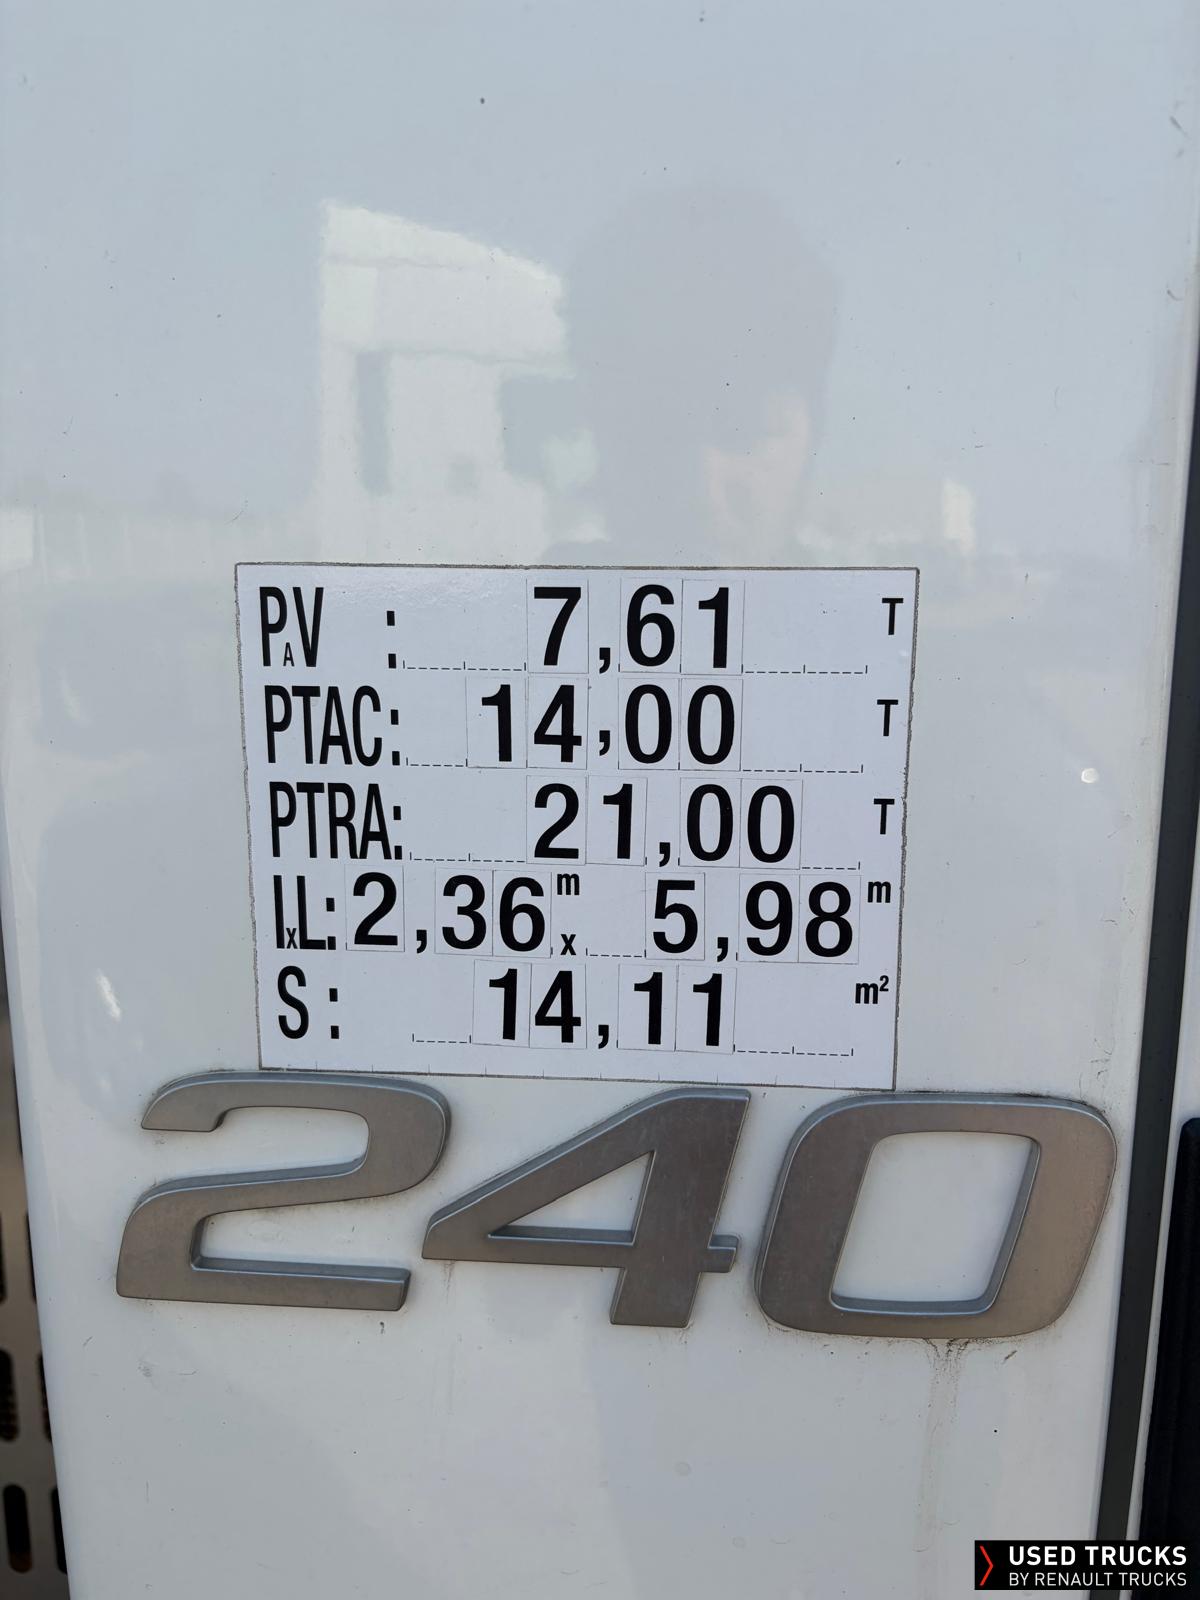 PAV : 7,61 T
PTAC: 14,00 T
PTRA: 21,00 T
lxL: 2,36 m x 5,98 m
S : 14,11 m²
240
USED TRUCKS
BY RENAULT TRUCKS